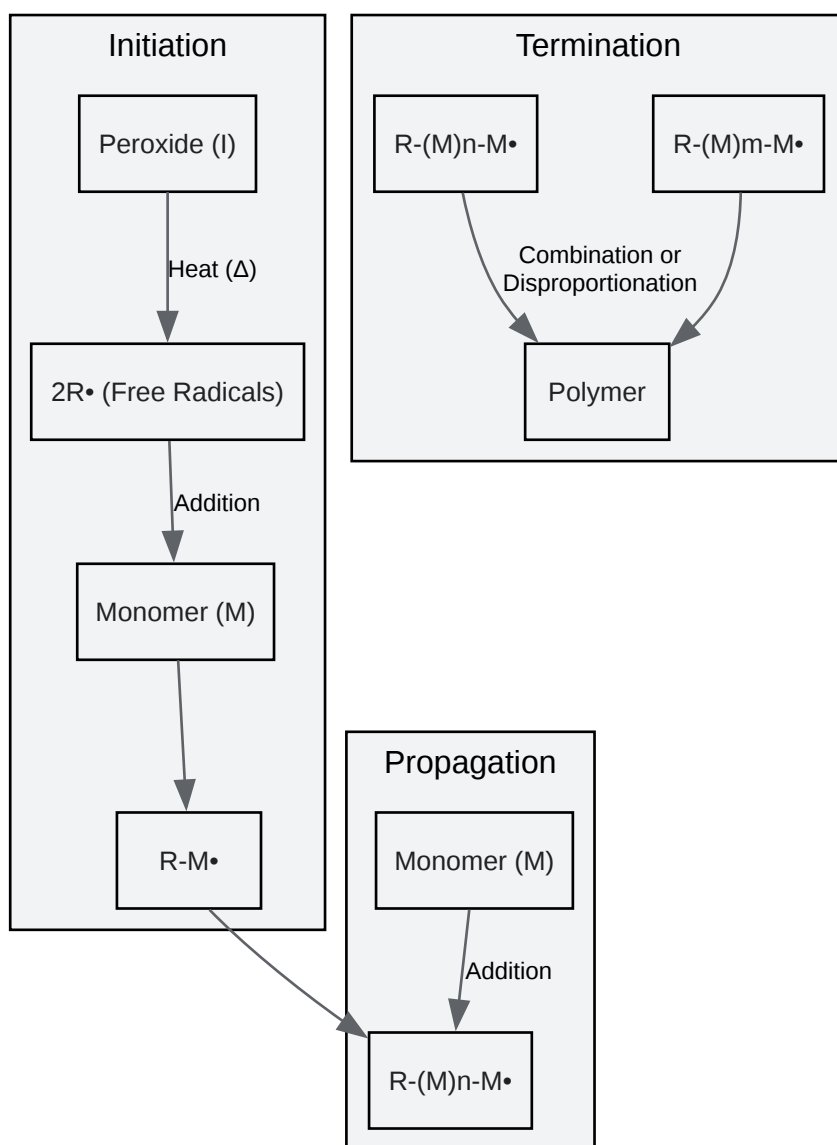 Initiation
Peroxide (I)
Heat (Δ)
2R• (Free Radicals)
Addition
Monomer (M)
R-M•
Termination
R-(M)n-M•
R-(M)m-M•
Combination or
Disproportionation
Polymer
Propagation
Monomer (M)
Addition
R-(M)n-M•